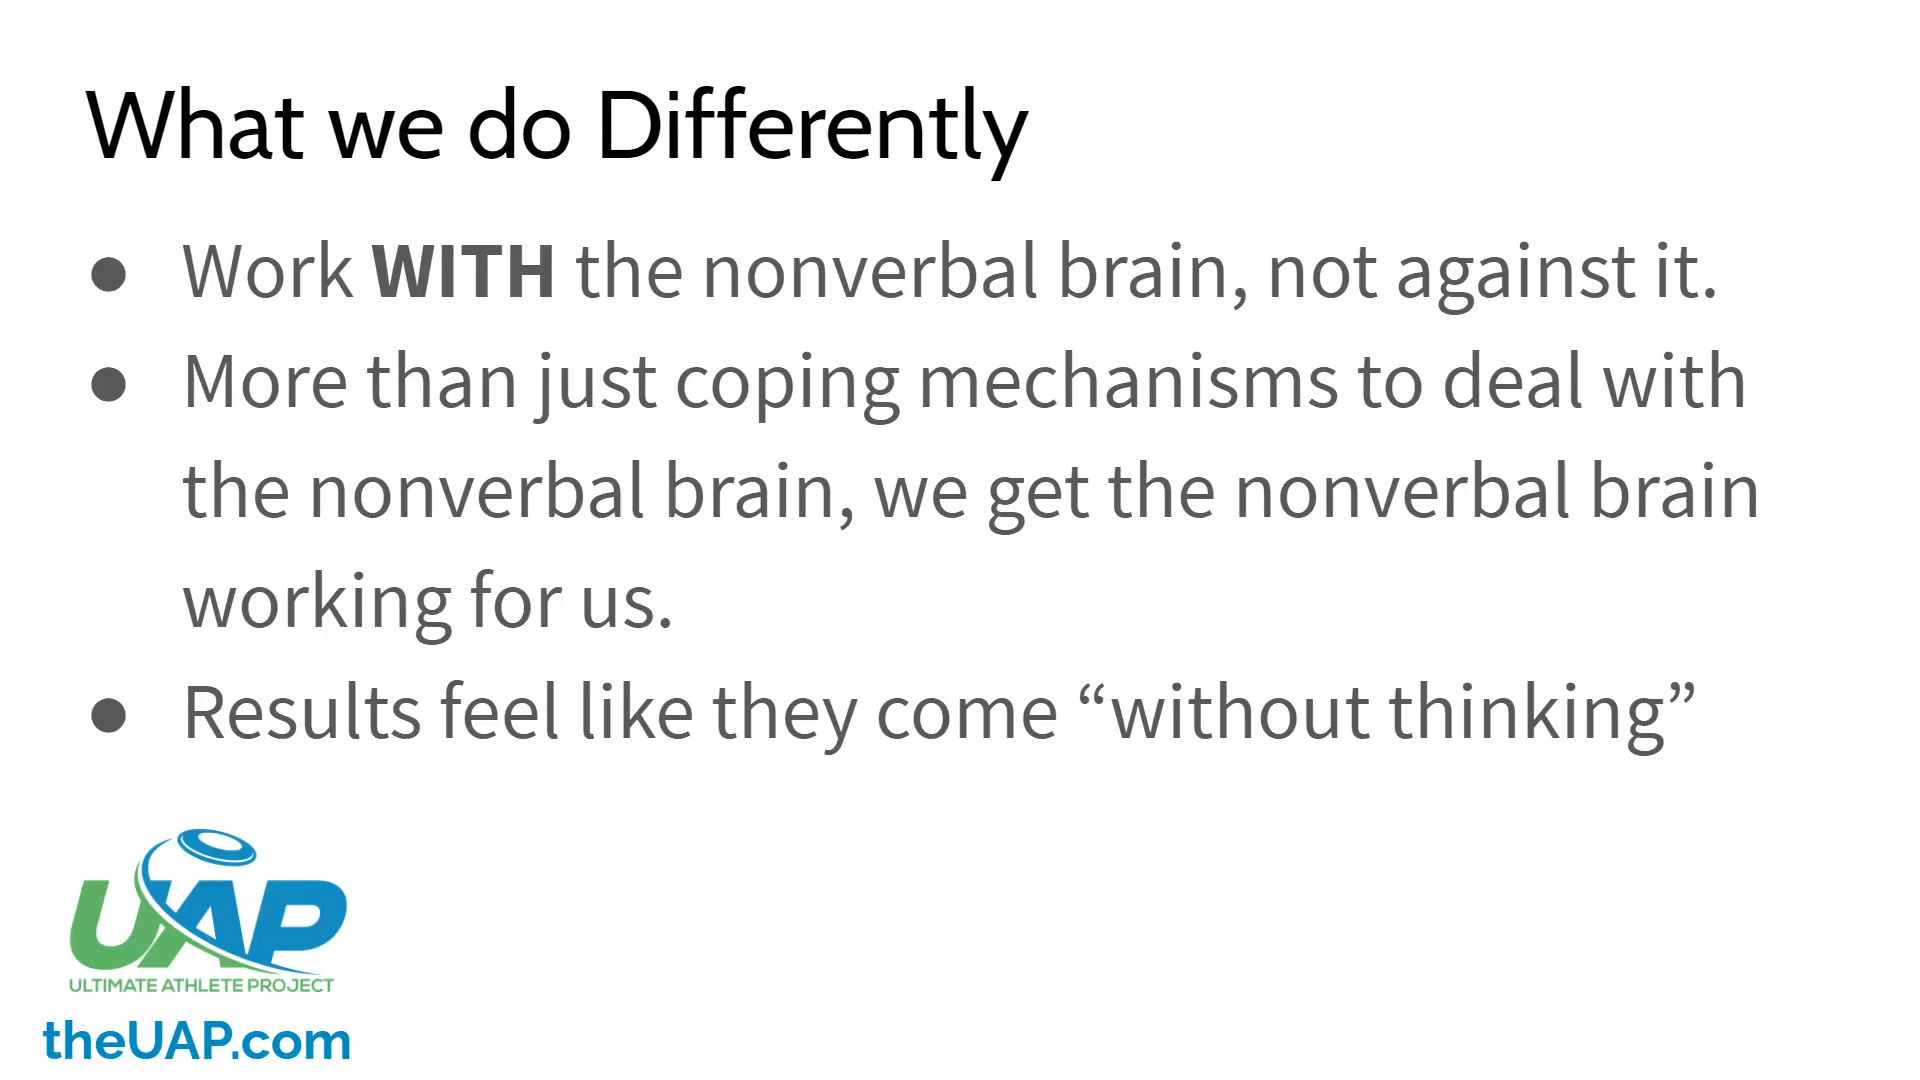 What we do Differently
● Work WITH the nonverbal brain, not against it.
● More than just coping mechanisms to deal with
the nonverbal brain, we get the nonverbal brain
working for us.
● Results feel like they come “without thinking”
UAP
ULTIMATE ATHLETE PROJECT
theUAP.com